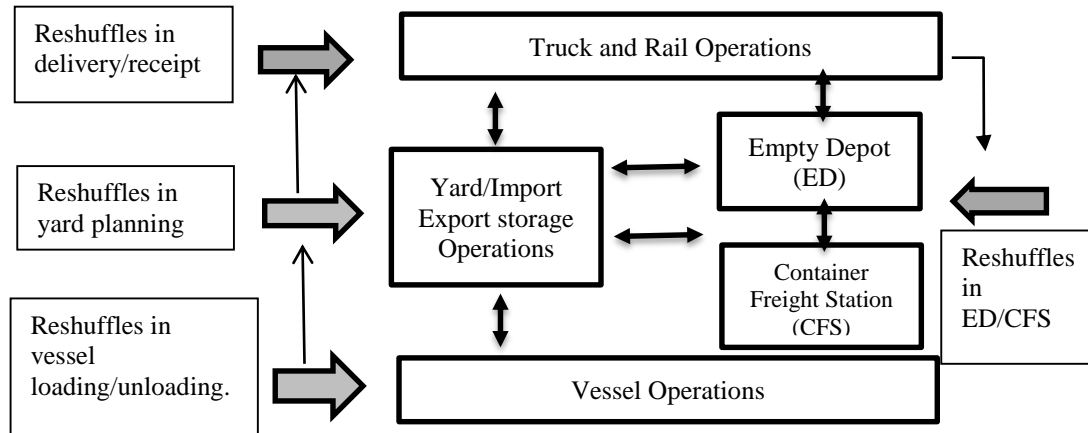 Reshuffles in
delivery/receipt
Truck and Rail Operations
Reshuffles in
yard planning
Yard/Import
Export storage
Operations
Empty Depot
(ED)
Container
Freight Station
(CFS)
Reshuffles
in
ED/CFS
Reshuffles in
vessel
loading/unloading.
Vessel Operations